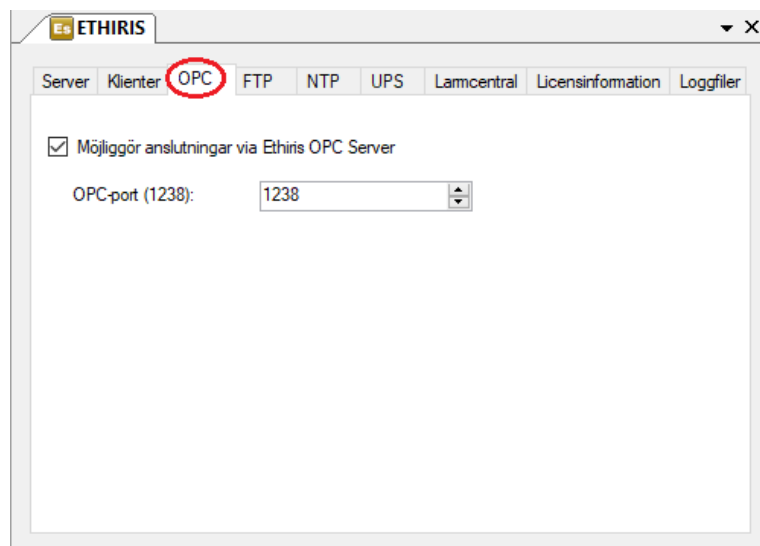 Es ETHIRIS
Server Klienter OPC FTP NTP UPS Larmcentral Licensinformation Loggfiler
Möjliggör anslutningar via Ethiris OPC Server
OPC-port (1238): 1238